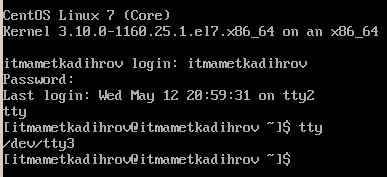 CentOS Linux 7 (Core)
Kernel 3.10.0-1160.25.1.el7.x86_64 on an x86_64
itmametkadihrov login: itmametkadihrov
Password:
Last login: Wed May 12 20:59:31 on tty2
tty
[itmametkadihrov@itmametkadihrov ~]$ tty
/dev/tty3
[itmametkadihrov@itmametkadihrov ~]$